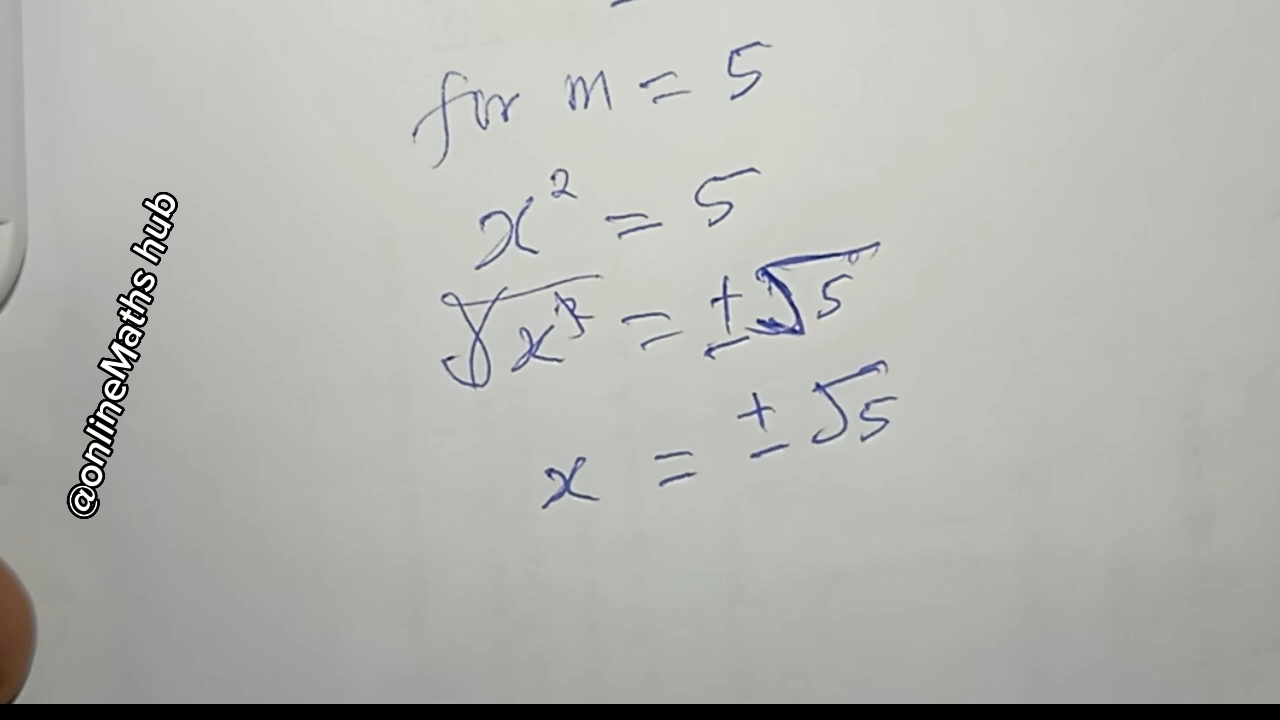 for m = 5
x² = 5
√x² = ±√5
x = ±√5
@onlineMaths hub